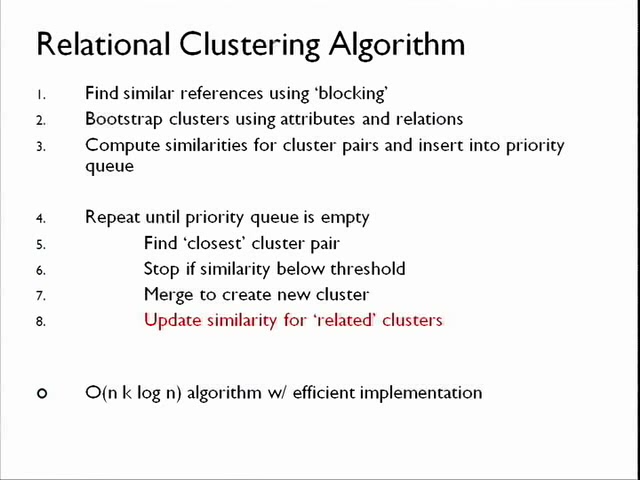 Relational Clustering Algorithm
1. Find similar references using ‘blocking’
2. Bootstrap clusters using attributes and relations
3. Compute similarities for cluster pairs and insert into priority
queue
4. Repeat until priority queue is empty
5. Find ‘closest’ cluster pair
6. Stop if similarity below threshold
7. Merge to create new cluster
8. Update similarity for ‘related’ clusters
O(n k log n) algorithm w/ efficient implementation